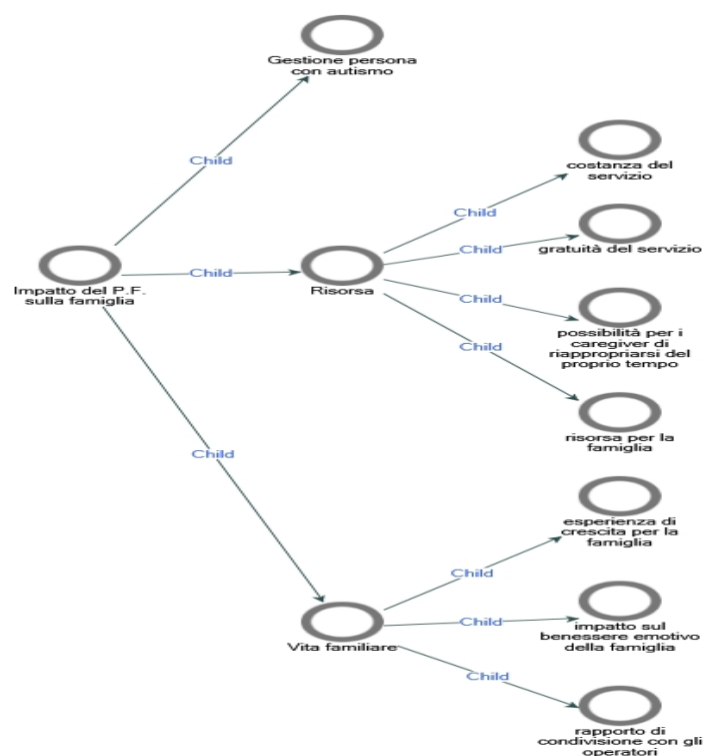 Gestione persona
con autismo
Child
costanza del
servizio
Child
gratuità del servizio
Child
Impatto del P.F.
sulla famiglia
Child
Risorsa
Child
possibilità per i
caregiver di
riappropriarsi del
proprio tempo
Child
risorsa per la
famiglia
Child
esperienza di
crescita per la
famiglia
Child
Vita familiare
Child
impatto sul
benessere emotivo
della famiglia
Child
rapporto di
condivisione con gli
operatori